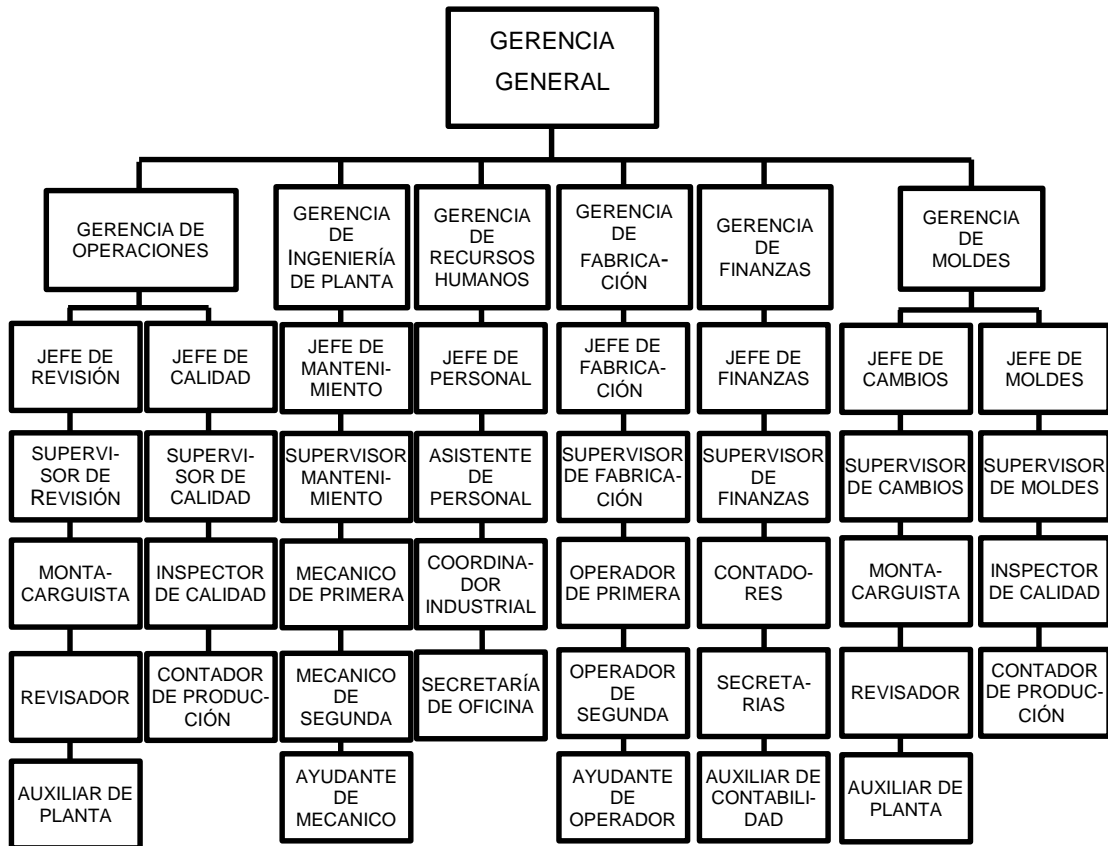 GERENCIA
GENERAL
GERENCIA DE
OPERACIONES
GERENCIA
DE
INGENIERÍA
DE PLANTA
GERENCIA
DE
RECURSOS
HUMANOS
GERENCIA
DE
FABRICA-
CIÓN
GERENCIA
DE
FINANZAS
GERENCIA
DE
MOLDES
JEFE DE
REVISIÓN
JEFE DE
CALIDAD
JEFE DE
MANTENI-
MIENTO
JEFE DE
PERSONAL
JEFE DE
FABRICA-
CIÓN
JEFE DE
FINANZAS
JEFE DE
CAMBIOS
JEFE DE
MOLDES
SUPERVI-
SOR DE
REVISIÓN
SUPERVI-
SOR DE
CALIDAD
SUPERVISOR
MANTENI-
MIENTO
ASISTENTE
DE
PERSONAL
SUPERVISOR
DE FABRICA-
CIÓN
SUPERVISOR
DE
FINANZAS
SUPERVISOR
DE CAMBIOS
SUPERVISOR
DE MOLDES
MONTA-
CARGUISTA
INSPECTOR
DE CALIDAD
MECANICO
DE PRIMERA
COORDINA-
DOR
INDUSTRIAL
OPERADOR
DE PRIMERA
CONTADO-
RES
MONTA-
CARGUISTA
INSPECTOR
DE CALIDAD
REVISADOR
CONTADOR
DE PRODUC-
CIÓN
MECANICO
DE
SEGUNDA
SECRETARÍA
DE OFICINA
OPERADOR
DE
SEGUNDA
SECRETA-
RIAS
REVISADOR
CONTADOR
DE PRODUC-
CIÓN
AUXILIAR DE
PLANTA
AYUDANTE
DE
MECANICO
AYUDANTE
DE
OPERADOR
AUXILIAR DE
CONTABILI-
DAD
AUXILIAR DE
PLANTA